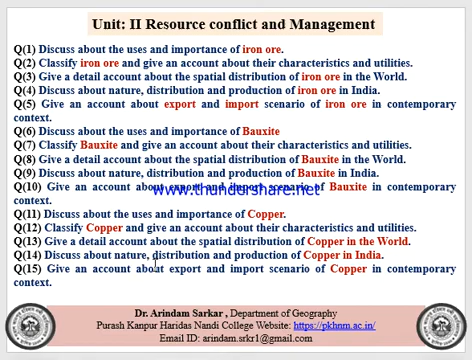 Unit: II Resource conflict and Management
Q(1) Discuss about the uses and importance of iron ore.
Q(2) Classify iron ore and give an account about their characteristics and utilities.
Q(3) Give a detail account about the spatial distribution of iron ore in the World.
Q(4) Discuss about nature, distribution and production of iron ore in India.
Q(5) Give an account about export and import scenario of iron ore in contemporary
context.
Q(6) Discuss about the uses and importance of Bauxite
Q(7) Classify Bauxite and give an account about their characteristics and utilities.
Q(8) Give a detail account about the spatial distribution of Bauxite in the World.
Q(9) Discuss about nature, distribution and production of Bauxite in India.
Q(10) Give an account about export and import scenario of Bauxite in contemporary
www.thundershare.net
context.
Q(11) Discuss about the uses and importance of Copper.
Q(12) Classify Copper and give an account about their characteristics and utilities.
Q(13) Give a detail account about the spatial distribution of Copper in the World.
Q(14) Discuss about nature, distribution and production of Copper in India.
Q(15) Give an account about export and import scenario of Copper in contemporary
context.
Dr. Arindam Sarkar , Department of Geography
Purash Kanpur Haridas Nandi College Website: https://pkhnm.ac.in/
Email ID: arindam.srkr1@gmail.com